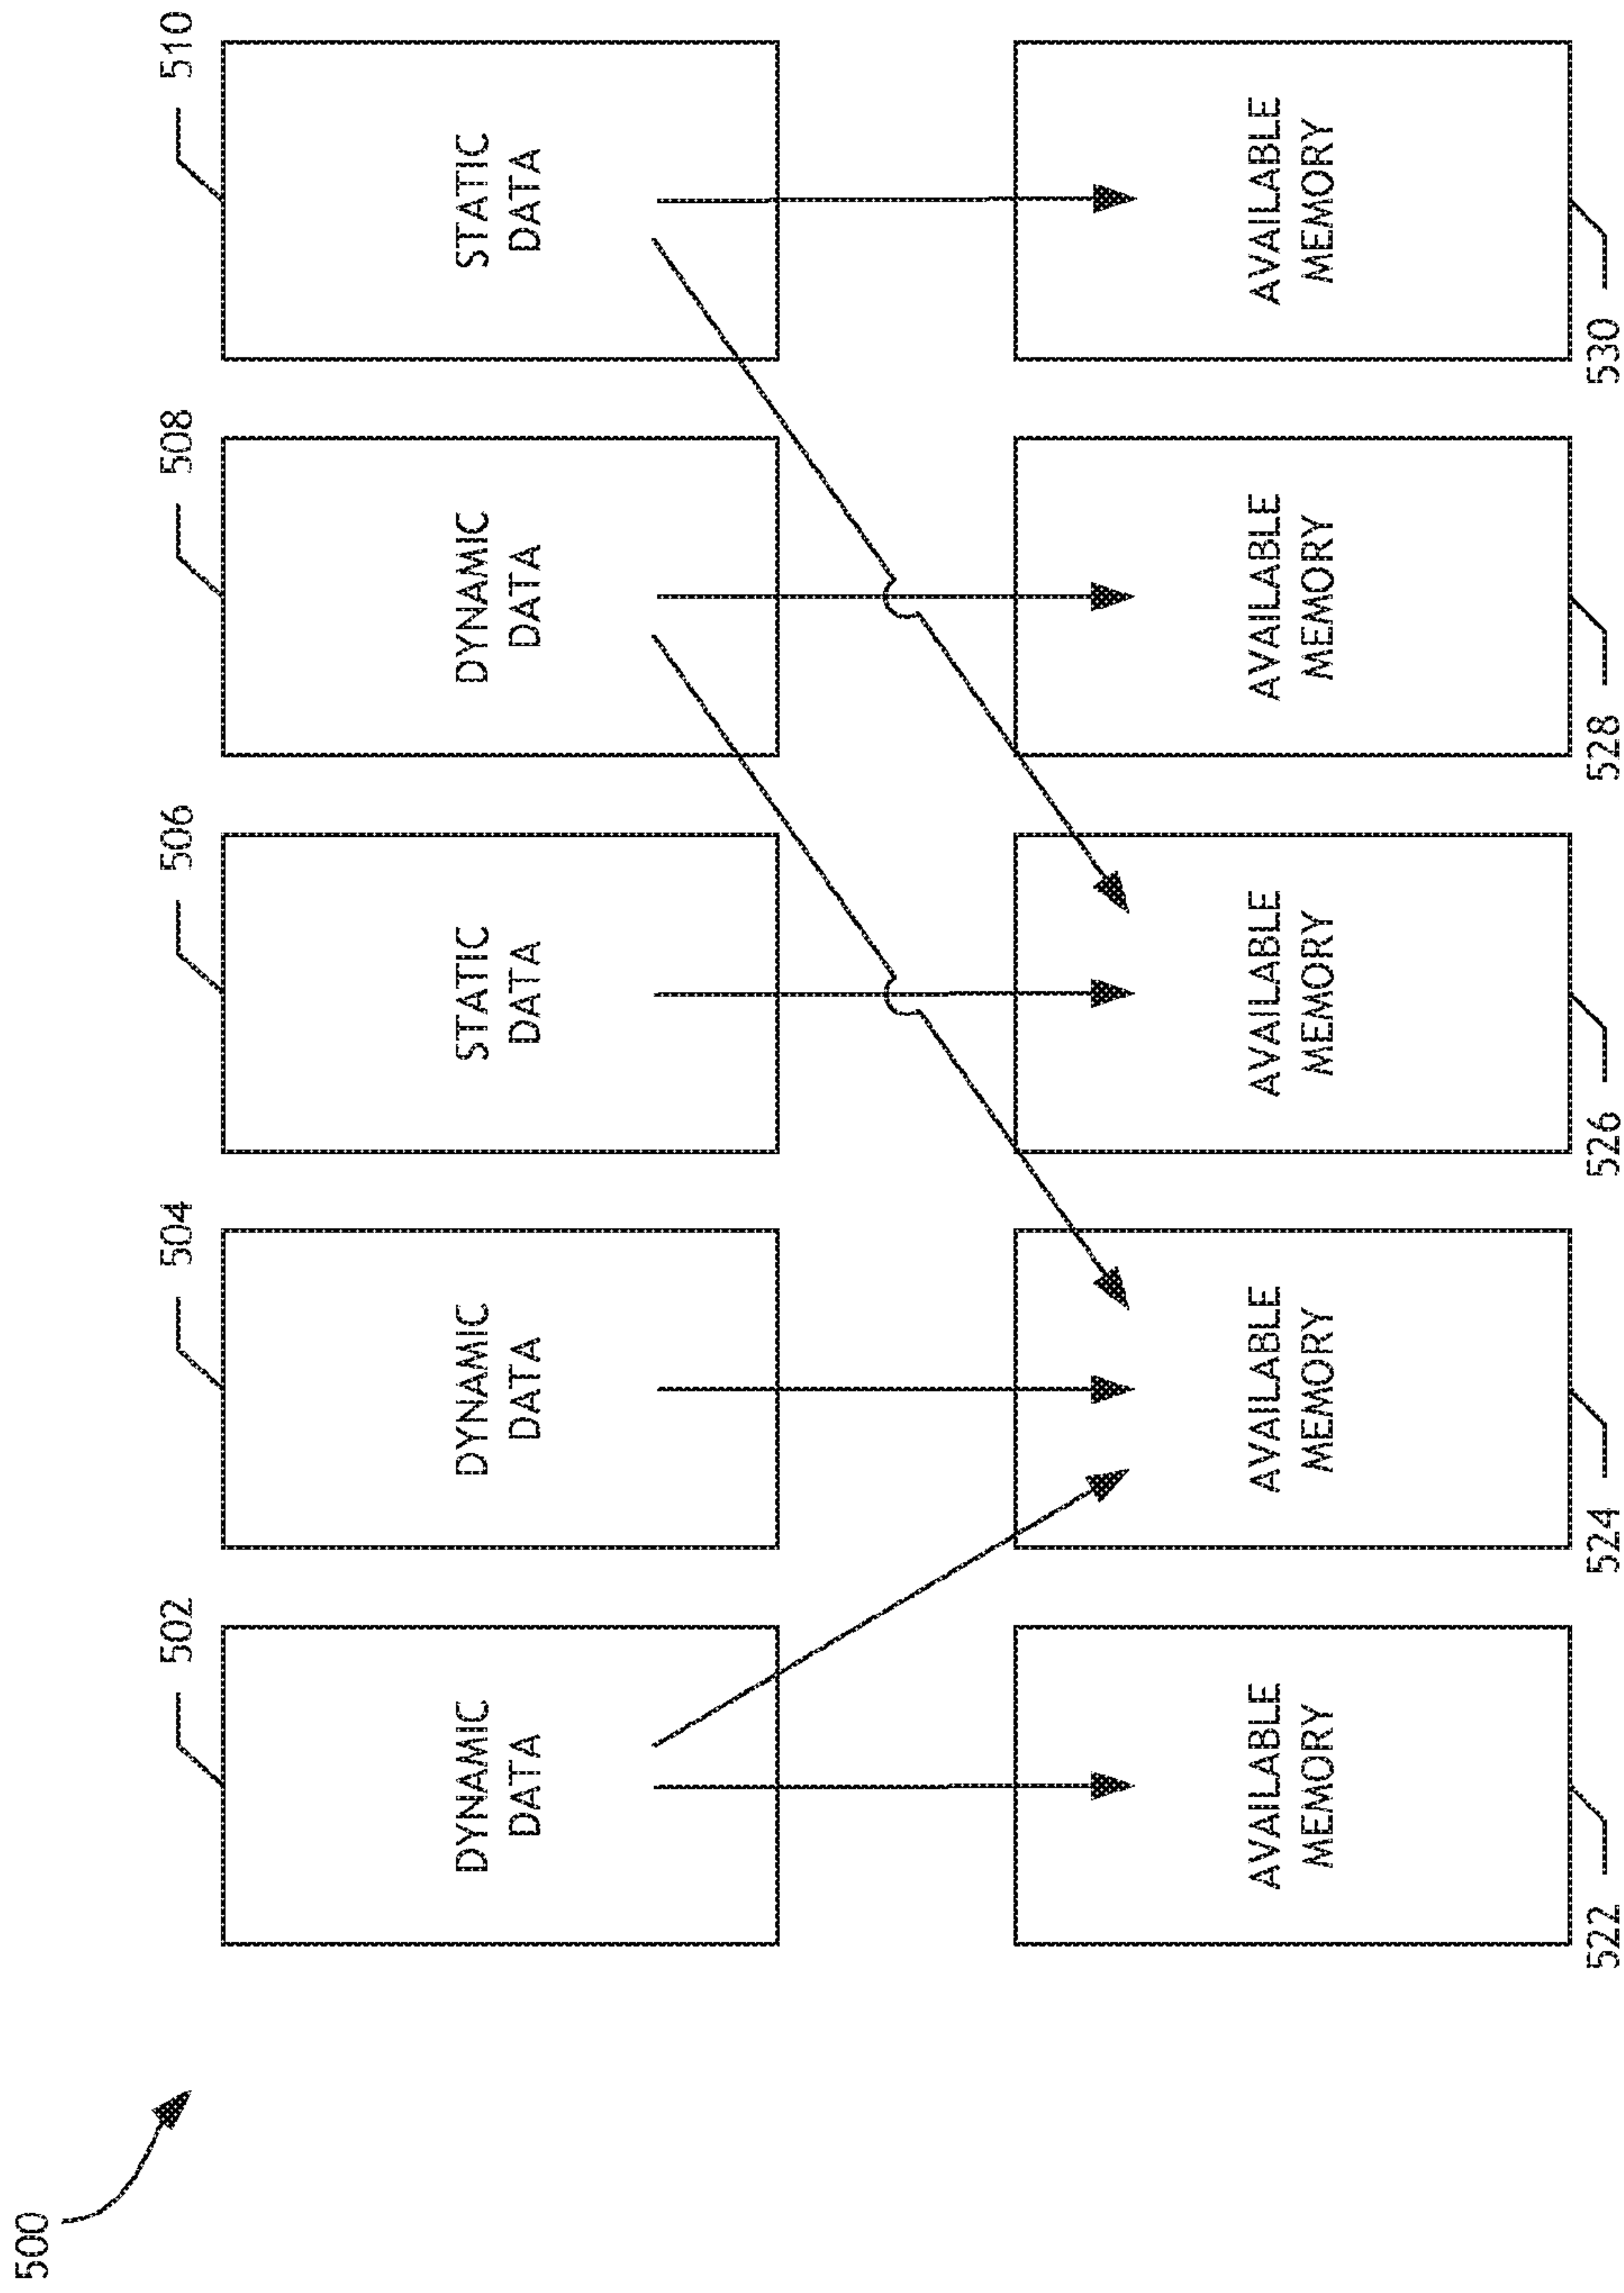 500
502
504
506
508
510
DYNAMIC
DATA
DYNAMIC
DATA
STATIC
DATA
DYNAMIC
DATA
STATIC
DATA
AVAILABLE
MEMORY
AVAILABLE
MEMORY
AVAILABLE
MEMORY
AVAILABLE
MEMORY
AVAILABLE
MEMORY
522
524
526
528
530